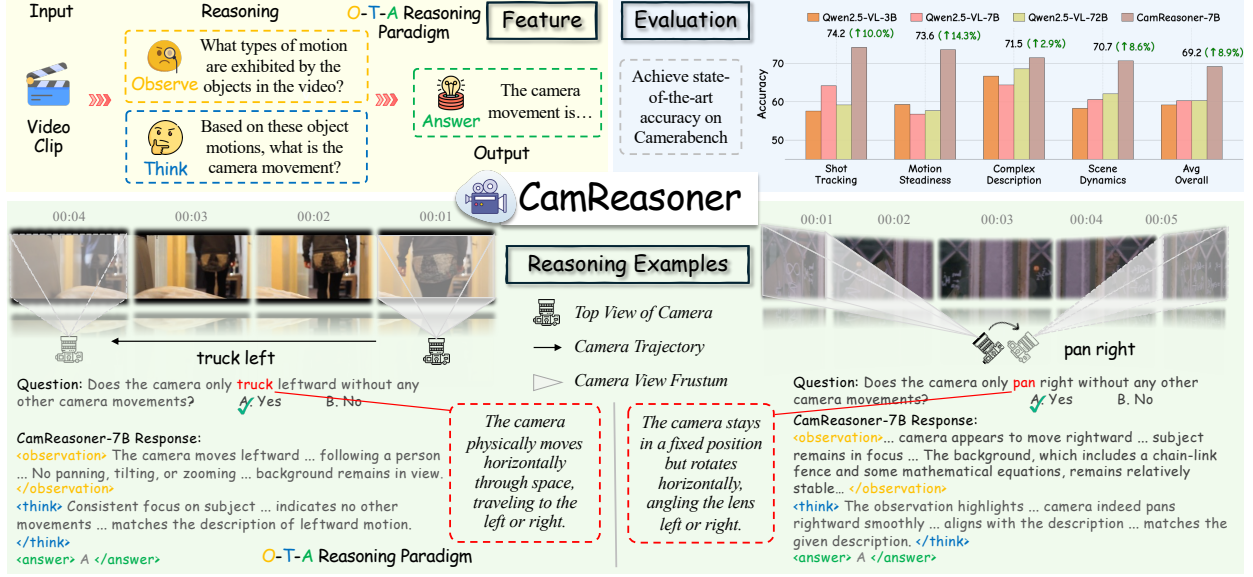 Input
Reasoning
O-T-A Reasoning
Paradigm
Feature
Video
Clip
Observe
What types of motion
are exhibited by the
objects in the video?
Think
Based on these object
motions, what is the
camera movement?
Answer
The camera
movement is…
Output
Evaluation
Achieve state-
of-the-art
accuracy on
Camerabench
Qwen2.5-VL-3B
Qwen2.5-VL-7B
Qwen2.5-VL-72B
CamReasoner-7B
74.2 (↑10.0%)
73.6 (↑14.3%)
71.5 (↑2.9%)
70.7 (↑8.6%)
69.2 (↑8.9%)
Accuracy
70
60
50
Shot
Tracking
Motion
Steadiness
Complex
Description
Scene
Dynamics
Avg
Overall
CamReasoner
00:04
00:03
00:02
00:01
truck left
Question: Does the camera only truck leftward without any
other camera movements?
A. Yes
B. No
CamReasoner-7B Response:
<observation> The camera moves leftward ... following a person
... No panning, tilting, or zooming ... background remains in view.
</observation>
<think> Consistent focus on subject ... indicates no other
movements ... matches the description of leftward motion.
</think>
<answer> A </answer>
O-T-A Reasoning Paradigm
Reasoning Examples
Top View of Camera
Camera Trajectory
Camera View Frustum
The camera
physically moves
horizontally
through space,
traveling to the
left or right.
The camera stays
in a fixed position
but rotates
horizontally,
angling the lens
left or right.
00:01
00:02
00:03
00:04
00:05
pan right
Question: Does the camera only pan right without any other
camera movements?
A. Yes
B. No
CamReasoner-7B Response:
<observation>... camera appears to move rightward ... subject
remains in focus ... The background, which includes a chain-link
fence and some mathematical equations, remains relatively
stable... </observation>
<think> The observation highlights ... camera indeed pans
rightward smoothly ... aligns with the description ... matches the
given description. </think>
<answer> A </answer>